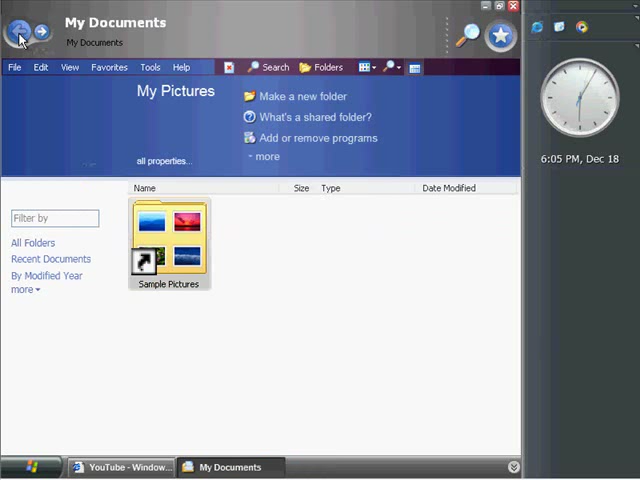 My Documents
My Documents
File Edit View Favorites Tools Help Search Folders
My Pictures
Make a new folder
What's a shared folder?
Add or remove programs
more
all properties...
6:05 PM, Dec 18
Name Size Type Date Modified
Filter by
All Folders
Recent Documents
By Modified Year
more
Sample Pictures
YouTube - Window... My Documents